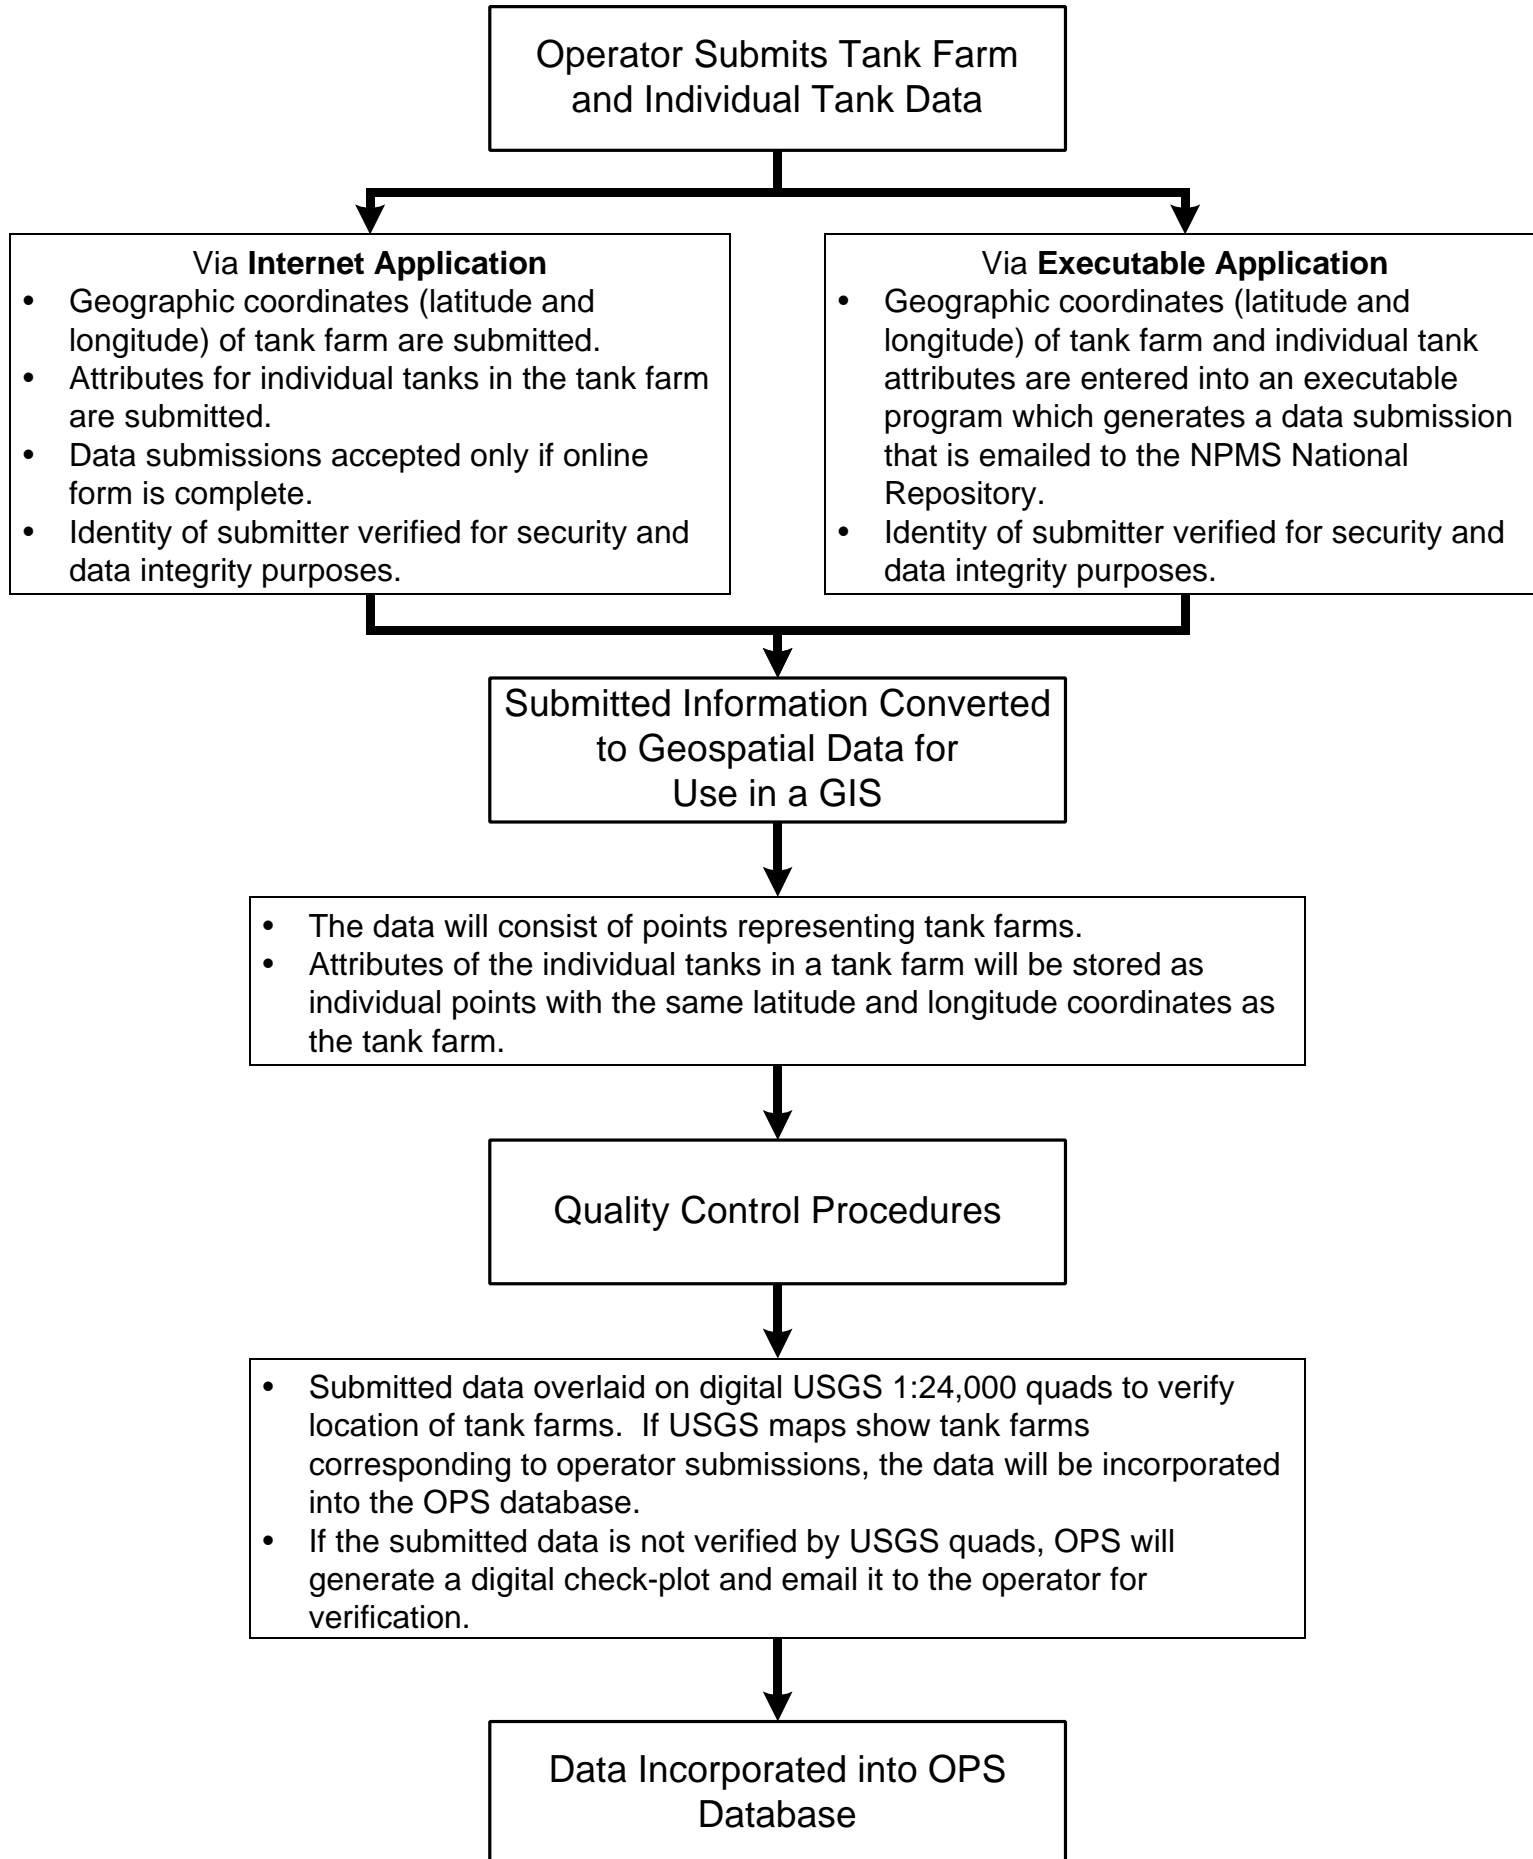 Operator Submits Tank Farm
and Individual Tank Data
Via Internet Application
• Geographic coordinates (latitude and
longitude) of tank farm are submitted.
• Attributes for individual tanks in the tank farm
are submitted.
• Data submissions accepted only if online
form is complete.
• Identity of submitter verified for security and
data integrity purposes.
Via Executable Application
• Geographic coordinates (latitude and
longitude) of tank farm and individual tank
attributes are entered into an executable
program which generates a data submission
that is emailed to the NPMS National
Repository.
• Identity of submitter verified for security and
data integrity purposes.
Submitted Information Converted
to Geospatial Data for
Use in a GIS
• The data will consist of points representing tank farms.
• Attributes of the individual tanks in a tank farm will be stored as
individual points with the same latitude and longitude coordinates as
the tank farm.
Quality Control Procedures
• Submitted data overlaid on digital USGS 1:24,000 quads to verify
location of tank farms.  If USGS maps show tank farms
corresponding to operator submissions, the data will be incorporated
into the OPS database.
• If the submitted data is not verified by USGS quads, OPS will
generate a digital check-plot and email it to the operator for
verification.
Data Incorporated into OPS
Database